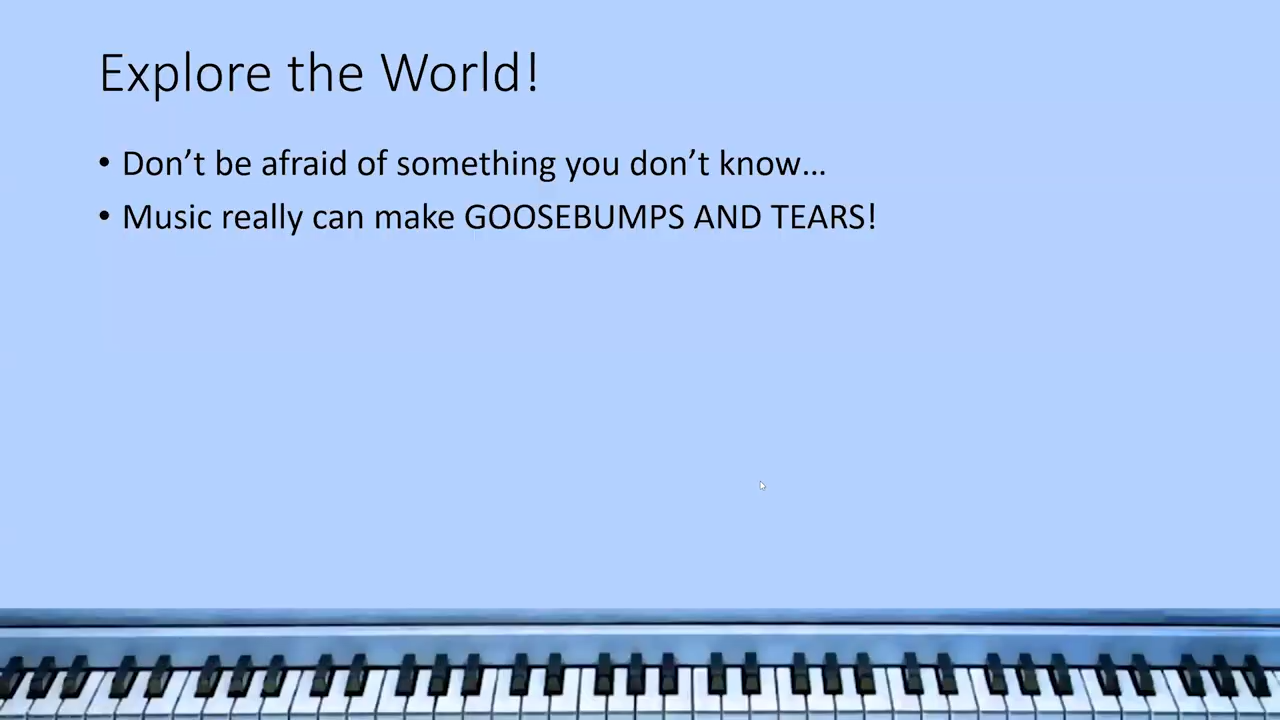 Explore the World!
• Don’t be afraid of something you don’t know…
• Music really can make GOOSEBUMPS AND TEARS!